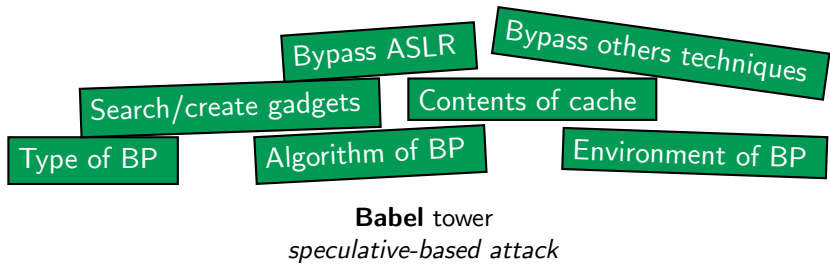 Bypass ASLR
Bypass others techniques
Search/create gadgets
Contents of cache
Type of BP
Algorithm of BP
Environment of BP
Babel tower
speculative-based attack